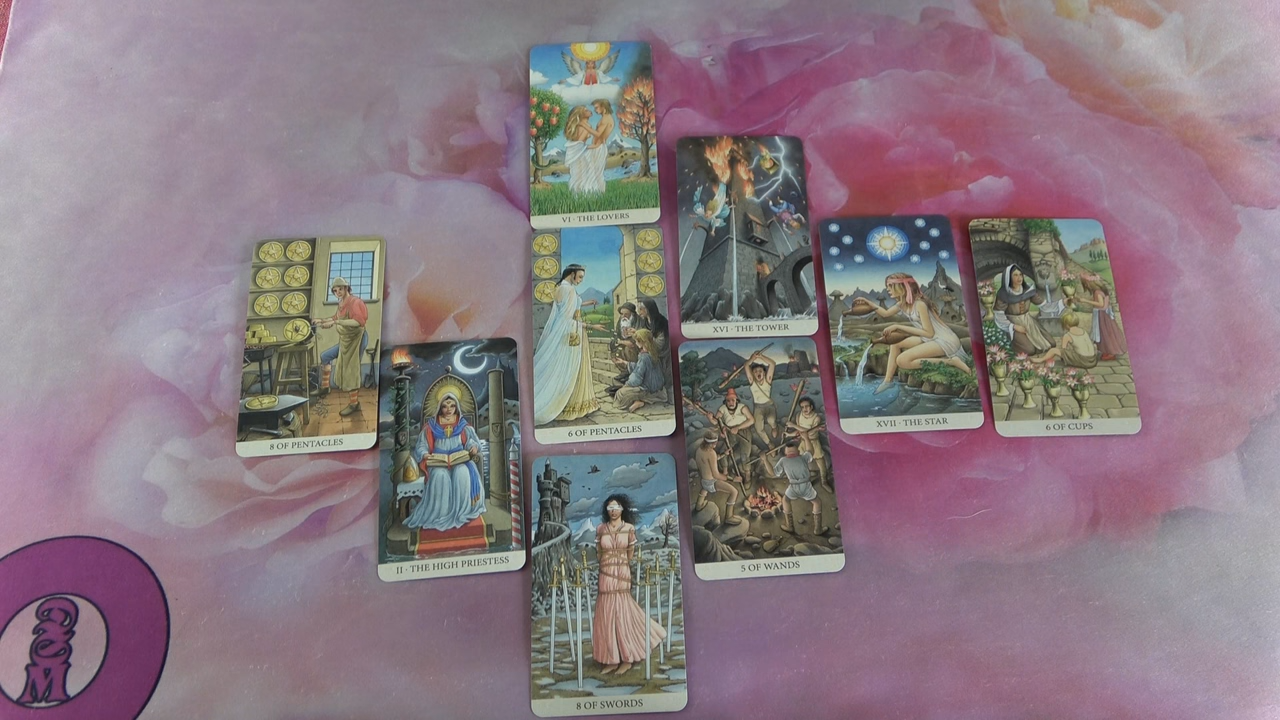 VI · THE LOVERS
XVI · THE TOWER
8 OF PENTACLES
6 OF PENTACLES
XVII · THE STAR
6 OF CUPS
II · THE HIGH PRIESTESS
5 OF WANDS
8 OF SWORDS